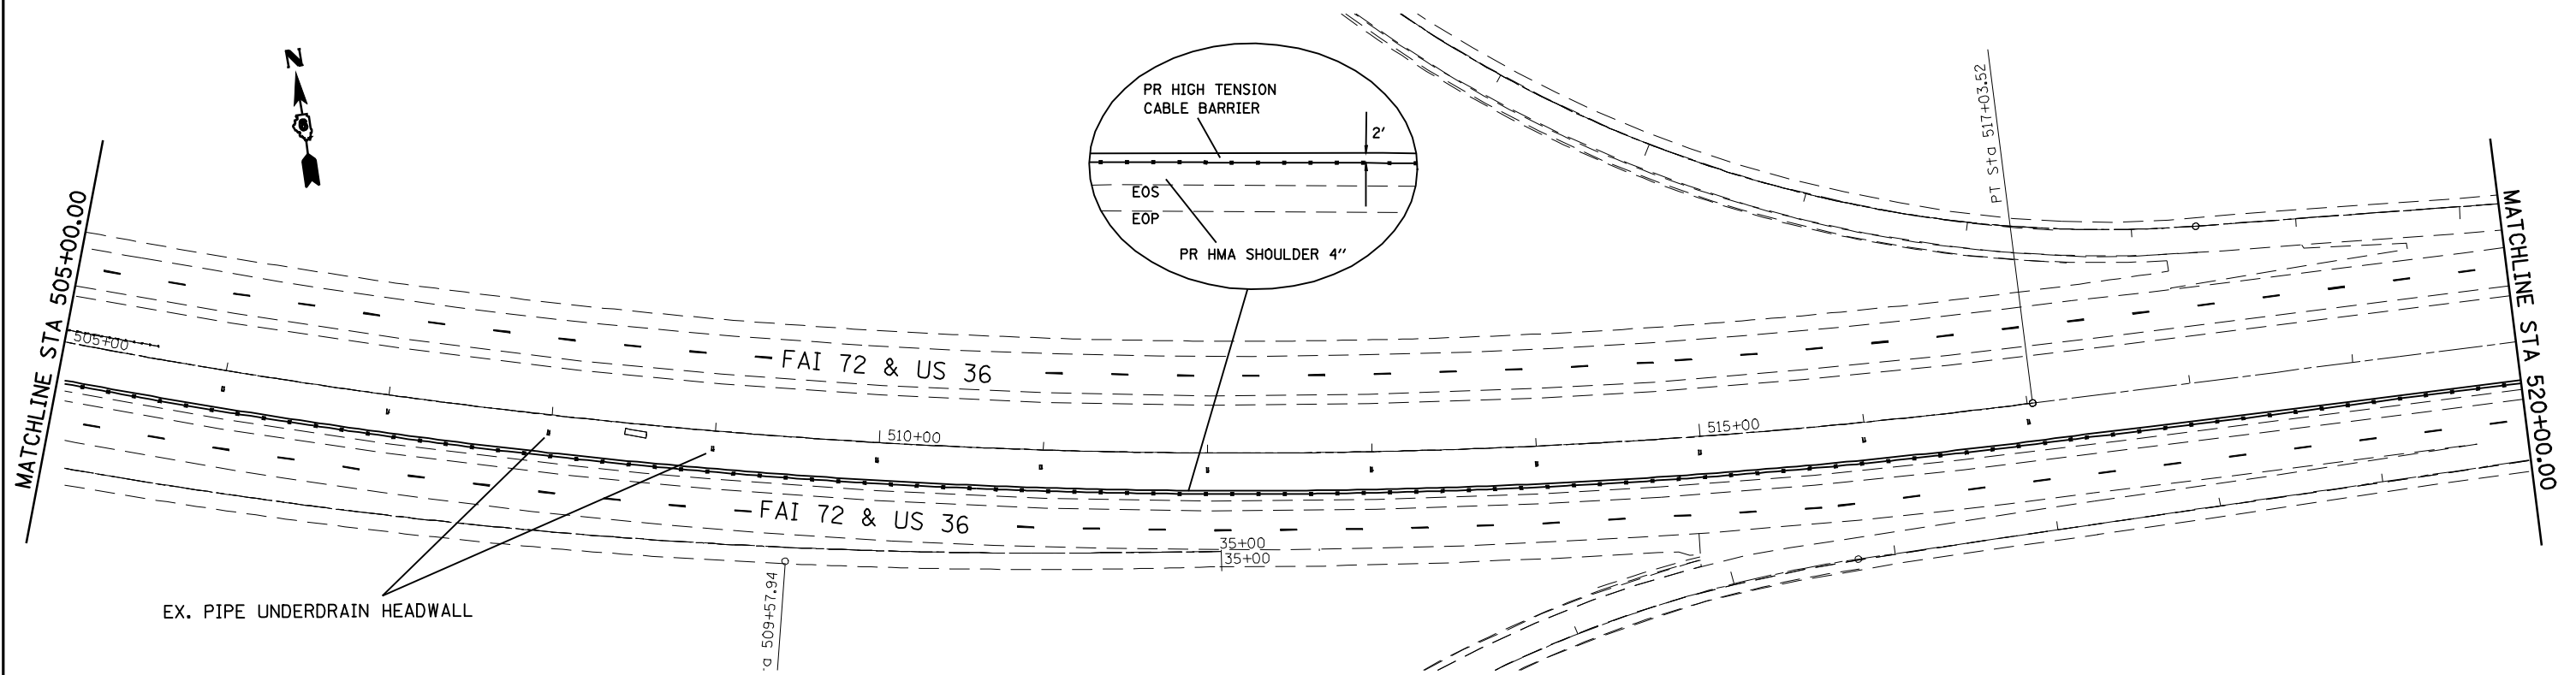 N
6
PR HIGH TENSION
CABLE BARRIER
2'
EOS
EOP
PR HMA SHOULDER 4"
PT Sta 517+03.52
MATCHLINE STA 505+00.00
505+00
FAI 72 & US 36
510+00
515+00
MATCHLINE STA 520+00.00
FAI 72 & US 36
35+00
35+00
a 509+57.94
EX. PIPE UNDERDRAIN HEADWALL